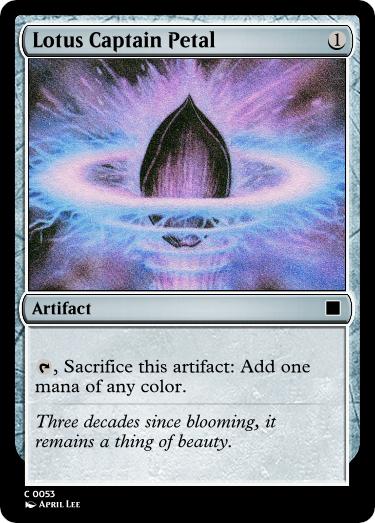 Lotus Captain Petal
1
Artifact
, Sacrifice this artifact: Add one
mana of any color.
Three decades since blooming, it
remains a thing of beauty.
C 0053
April Lee